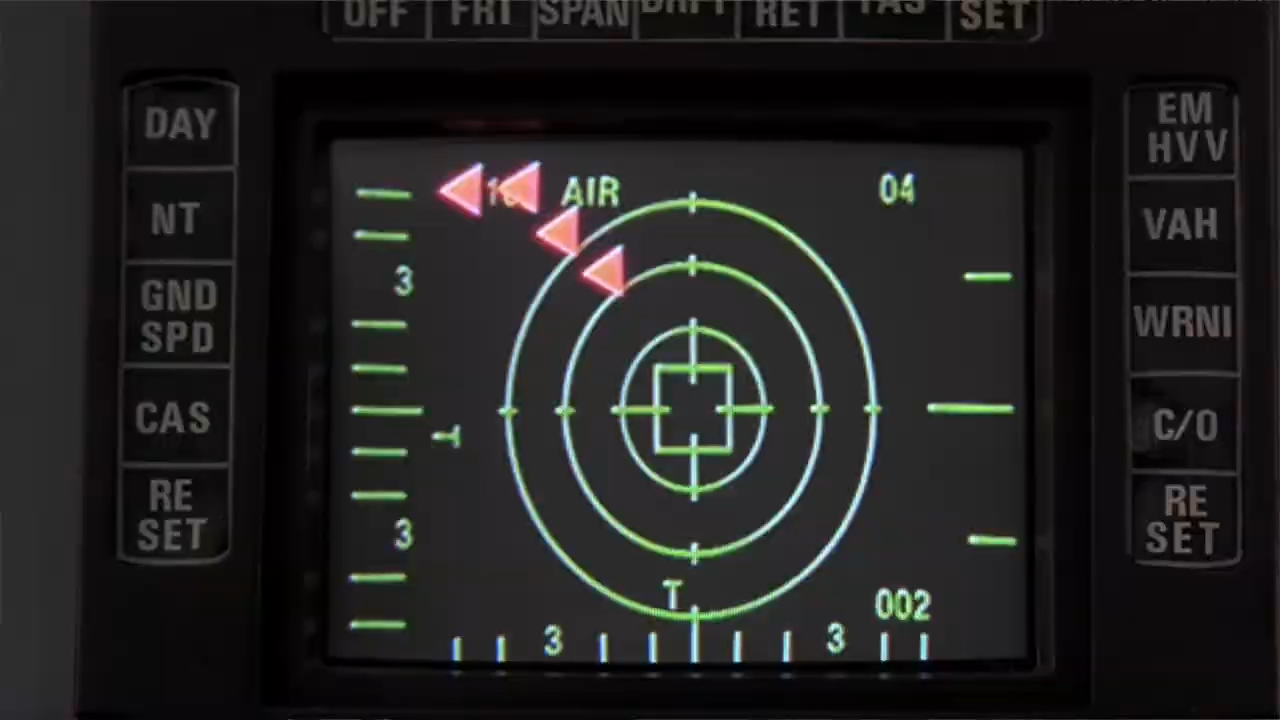 OFF FRT SPAN DRIFT RET TAS SET
DAY
NT
GND
SPD
CAS
RE
SET
AIR
04
3
3
T
T
002
3
3
EM
HVV
VAH
WRNI
C/O
RE
SET